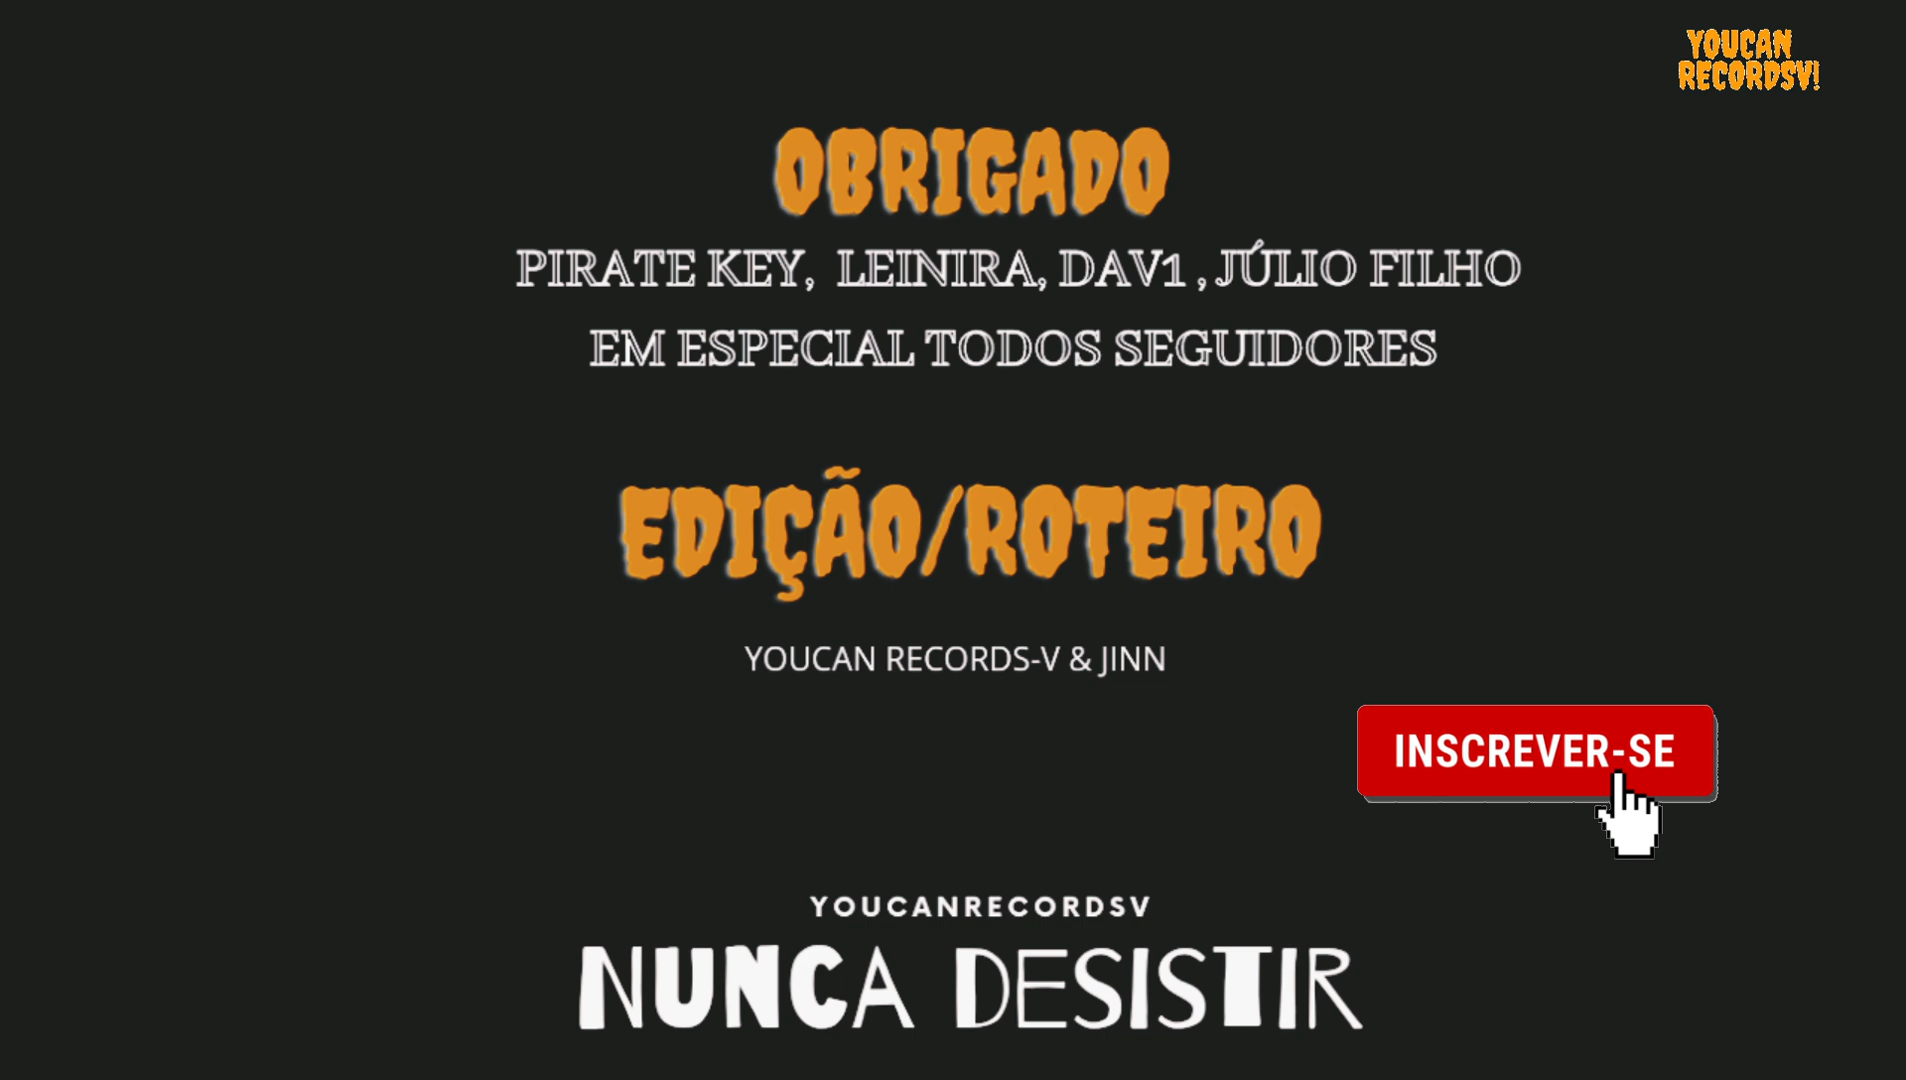 YOUCAN
RECORDSV!
OBRIGADO
PIRATE KEY, LEINIRA, DAV1 , JÚLIO FILHO
EM ESPECIAL TODOS SEGUIDORES
EDIÇÃO/ROTEIRO
YOUCAN RECORDS-V & JINN
INSCREVER-SE
YOUCANRECORDSV
NUNCA DESISTIR